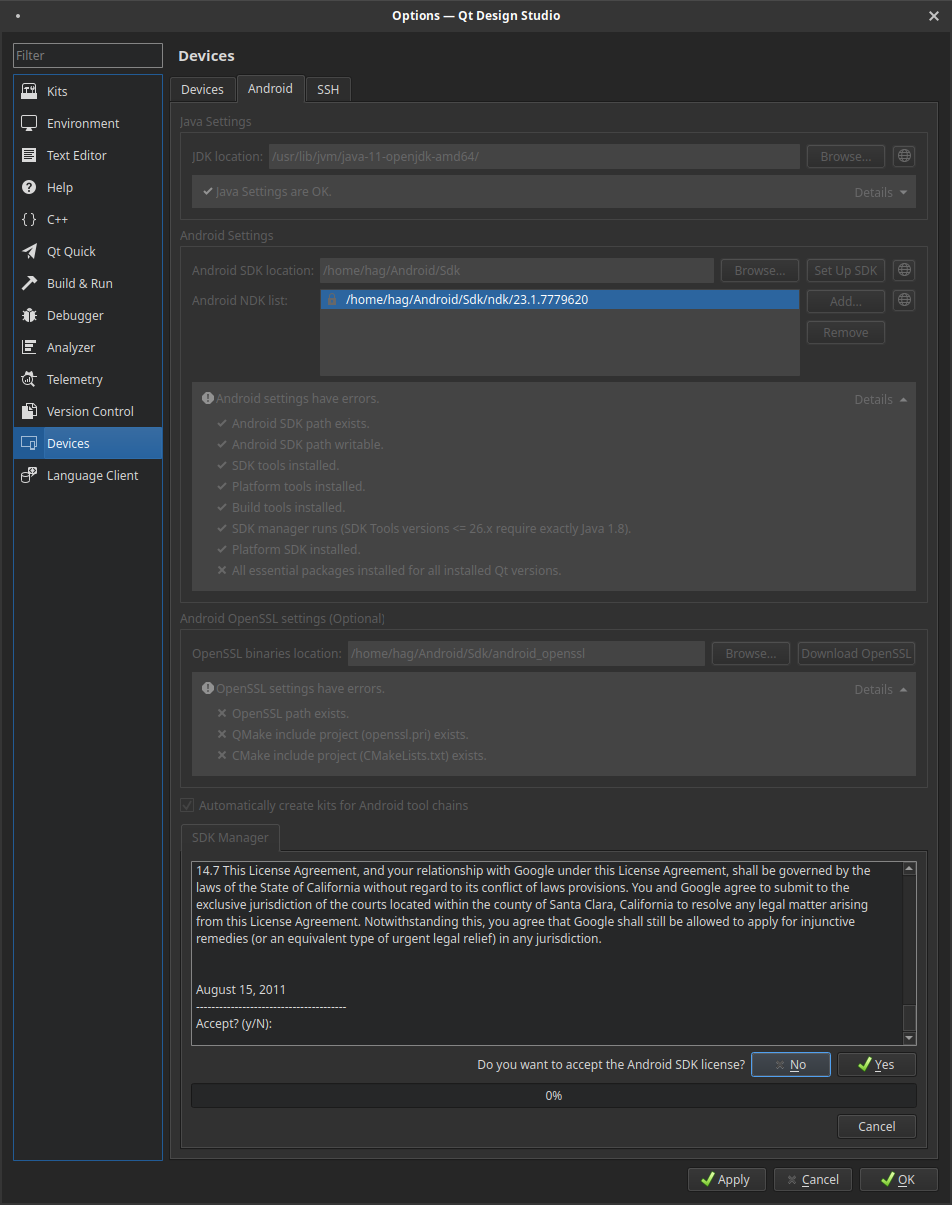 Options — Qt Design Studio
Filter
Devices
Kits
Environment
Text Editor
Help
C++
Qt Quick
Build & Run
Debugger
Analyzer
Telemetry
Version Control
Devices
Language Client
Devices Android SSH
Java Settings
JDK location: /usr/lib/jvm/java-11-openjdk-amd64/ Browse...
Java Settings are OK. Details
Android Settings
Android SDK location: /home/hag/Android/Sdk Browse... Set Up SDK
Android NDK list: /home/hag/Android/Sdk/ndk/23.1.7779620 Add...
Remove
Android settings have errors. Details
Android SDK path exists.
Android SDK path writable.
SDK tools installed.
Platform tools installed.
Build tools installed.
SDK manager runs (SDK Tools versions <= 26.x require exactly Java 1.8).
Platform SDK installed.
All essential packages installed for all installed Qt versions.
Android OpenSSL settings (Optional)
OpenSSL binaries location: /home/hag/Android/Sdk/android_openssl Browse... Download OpenSSL
OpenSSL settings have errors. Details
OpenSSL path exists.
QMake include project (openssl.pri) exists.
CMake include project (CMakeLists.txt) exists.
Automatically create kits for Android tool chains
SDK Manager
14.7 This License Agreement, and your relationship with Google under this License Agreement, shall be governed by the
laws of the State of California without regard to its conflict of laws provisions. You and Google agree to submit to the
exclusive jurisdiction of the courts located within the county of Santa Clara, California to resolve any legal matter arising
from this License Agreement. Notwithstanding this, you agree that Google shall still be allowed to apply for injunctive
remedies (or an equivalent type of urgent legal relief) in any jurisdiction.
August 15, 2011
---------------------------------------
Accept? (y/N):
Do you want to accept the Android SDK license? No Yes
0%
Cancel
Apply Cancel OK